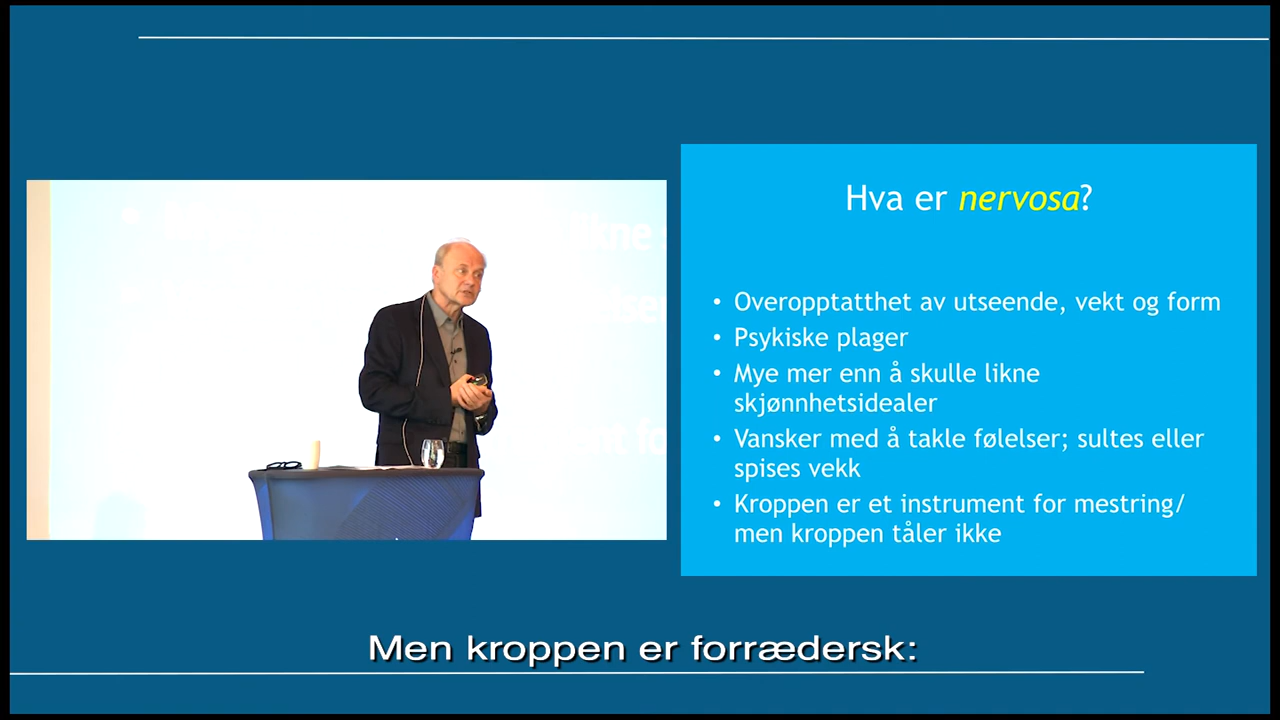 Hva er nervosa?
• Overopptatthet av utseende, vekt og form
• Psykiske plager
• Mye mer enn å skulle likne
skjønnhetsidealer
• Vansker med å takle følelser; sultes eller
spises vekk
• Kroppen er et instrument for mestring/
men kroppen tåler ikke
Men kroppen er forrædersk: